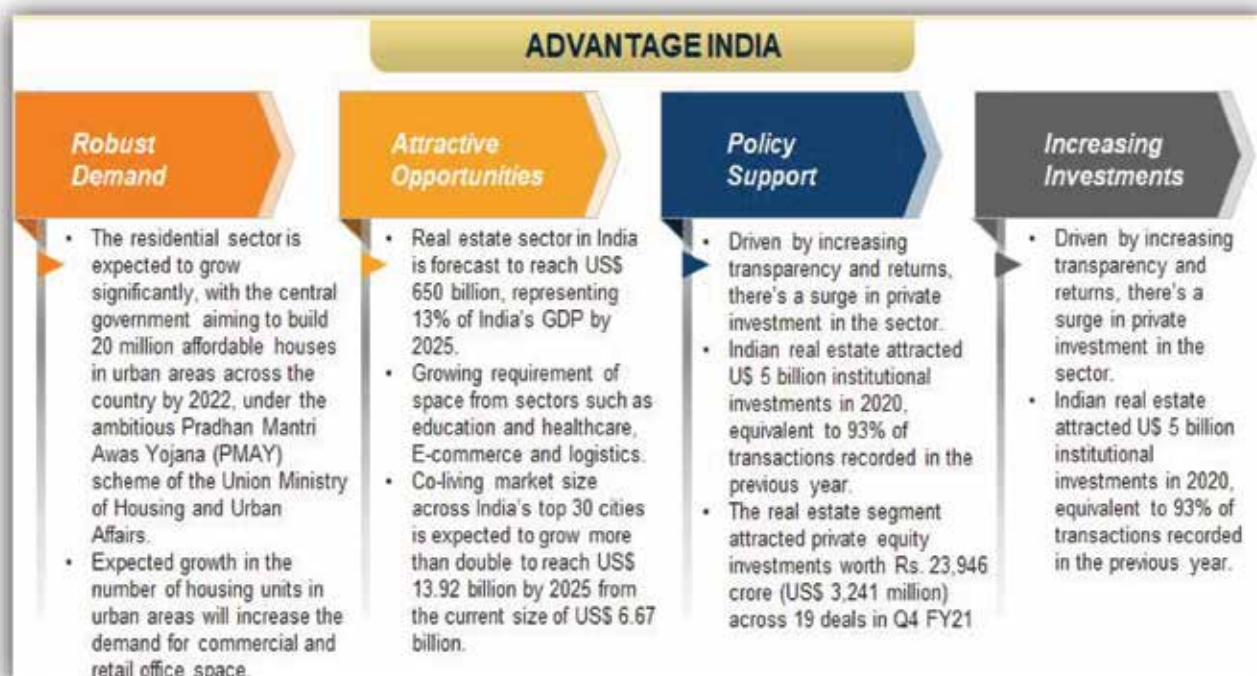 ADVANTAGE INDIA
Robust
Demand
• The residential sector is
expected to grow
significantly, with the central
government aiming to build
20 million affordable houses
in urban areas across the
country by 2022, under the
ambitious Pradhan Mantri
Awas Yojana (PMAY)
scheme of the Union Ministry
of Housing and Urban
Affairs.
• Expected growth in the
number of housing units in
urban areas will increase the
demand for commercial and
retail office space.
Attractive
Opportunities
• Real estate sector in India
is forecast to reach US$
650 billion, representing
13% of India's GDP by
2025.
• Growing requirement of
space from sectors such as
education and healthcare,
E-commerce and logistics.
• Co-living market size
across India's top 30 cities
is expected to grow more
than double to reach US$
13.92 billion by 2025 from
the current size of US$ 6.67
billion.
Policy
Support
• Driven by increasing
transparency and returns,
there's a surge in private
investment in the sector.
• Indian real estate attracted
U$ 5 billion institutional
investments in 2020,
equivalent to 93% of
transactions recorded in the
previous year.
• The real estate segment
attracted private equity
investments worth Rs. 23,946
crore (US$ 3,241 million)
across 19 deals in Q4 FY21
Increasing
Investments
• Driven by increasing
transparency and
returns, there's a
surge in private
investment in the
sector.
• Indian real estate
attracted U$ 5 billion
institutional
investments in 2020,
equivalent to 93% of
transactions recorded
in the previous year.